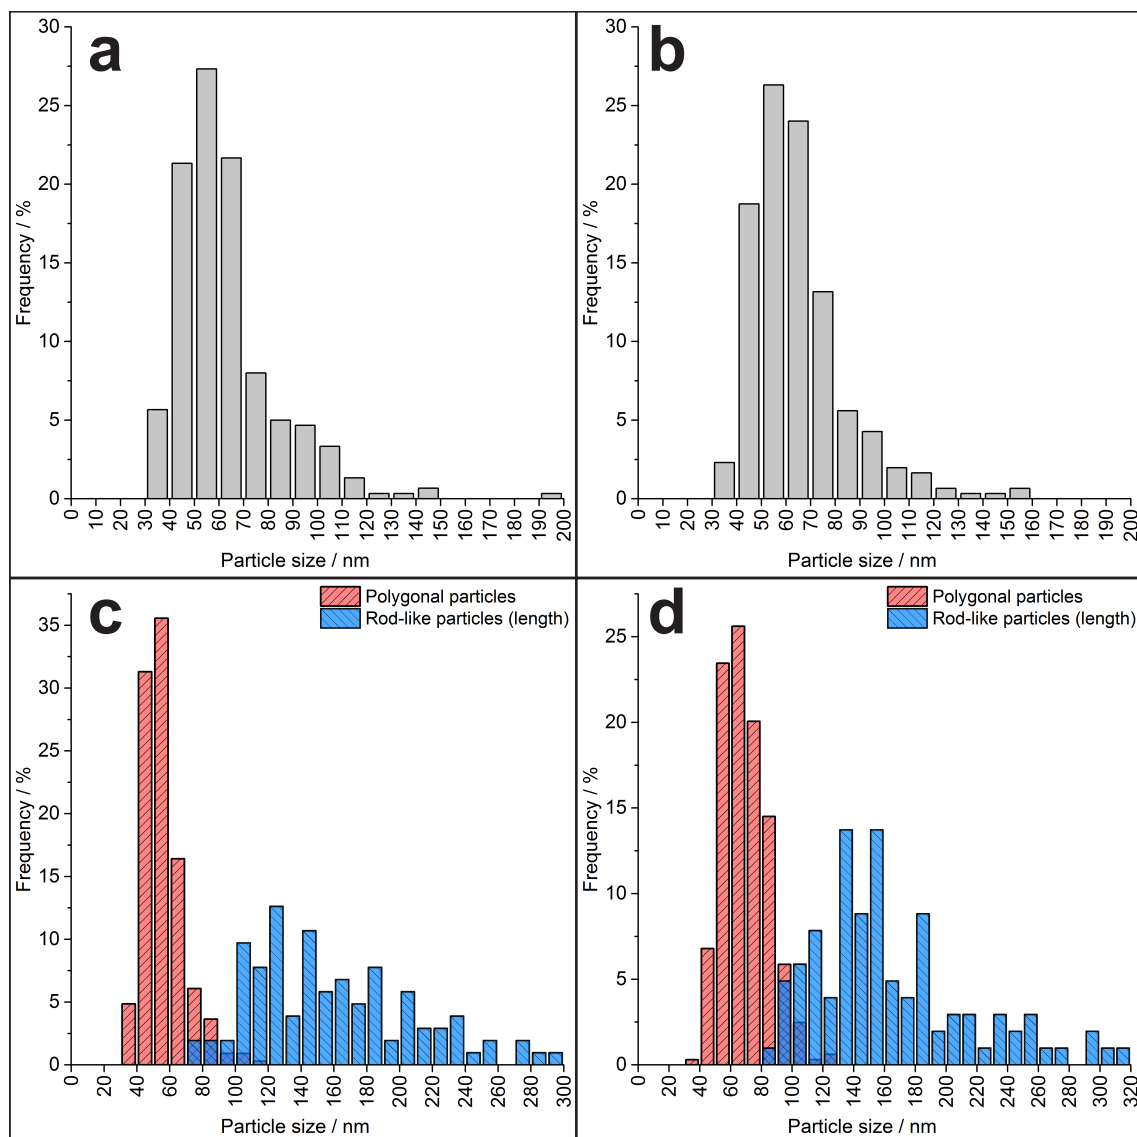 a
30
25
20
15
10
5
0
Frequency / %
0 10 20 30 40 50 60 70 80 90 100 110 120 130 140 150 160 170 180 190 200
Particle size / nm
b
30
25
20
15
10
5
0
Frequency / %
0 10 20 30 40 50 60 70 80 90 100 110 120 130 140 150 160 170 180 190 200
Particle size / nm
c
Polygonal particles
Rod-like particles (length)
35
30
25
20
15
10
5
0
Frequency / %
0 20 40 60 80 100 120 140 160 180 200 220 240 260 280 300
Particle size / nm
d
Polygonal particles
Rod-like particles (length)
25
20
15
10
5
0
Frequency / %
0 20 40 60 80 100 120 140 160 180 200 220 240 260 280 300 320
Particle size / nm